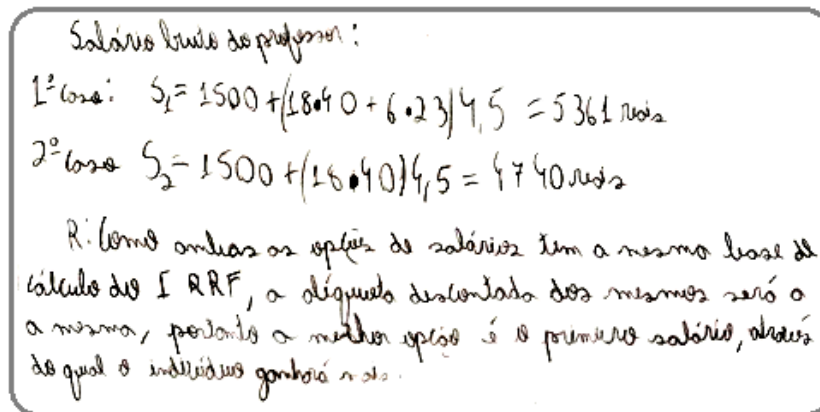 Salário bruto do professor:
1º caso: S₁= 1500 + (18•40 + 6•23)4,5 = 5361 reais
2º caso S₂= 1500 + (18•40)4,5 = 4740 reais
R: Como ambas as opções de salários tem a mesma base de
cálculo do I RRF, a alíquota descontada dos mesmos será a
a mesma, portanto a melhor opção é o primeiro salário, através
do qual o indivíduo ganhará mais.